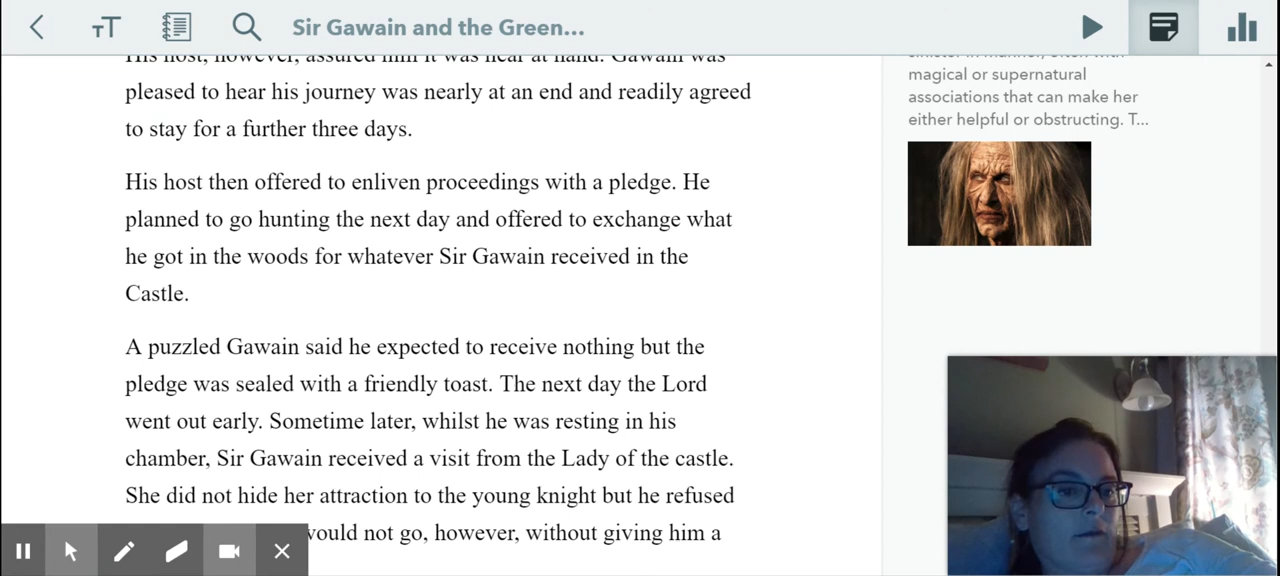 Sir Gawain and the Green...
His host, however, assured him it was near at hand. Gawain was
pleased to hear his journey was nearly at an end and readily agreed
to stay for a further three days.
His host then offered to enliven proceedings with a pledge. He
planned to go hunting the next day and offered to exchange what
he got in the woods for whatever Sir Gawain received in the
Castle.
A puzzled Gawain said he expected to receive nothing but the
pledge was sealed with a friendly toast. The next day the Lord
went out early. Sometime later, whilst he was resting in his
chamber, Sir Gawain received a visit from the Lady of the castle.
She did not hide her attraction to the young knight but he refused
would not go, however, without giving him a
sinister in manner, often with
magical or supernatural
associations that can make her
either helpful or obstructing. T...